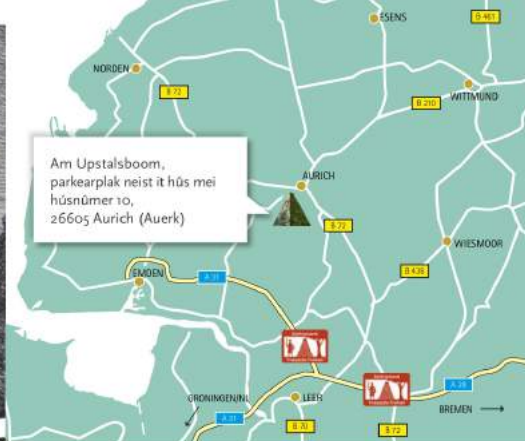 ESENS
B 461
NORDEN
B 72
WITTMUND
B 210
Am Upstalsboom,
parkearplak neist it hûs mei
húsnûmer 10,
26605 Aurich (Auerk)
AURICH
B 72
WIESMOOR
B 436
EMDEN
A 31
GRONINGEN/NL
A 31
LEER
B 70
B 72
A 28
BREMEN